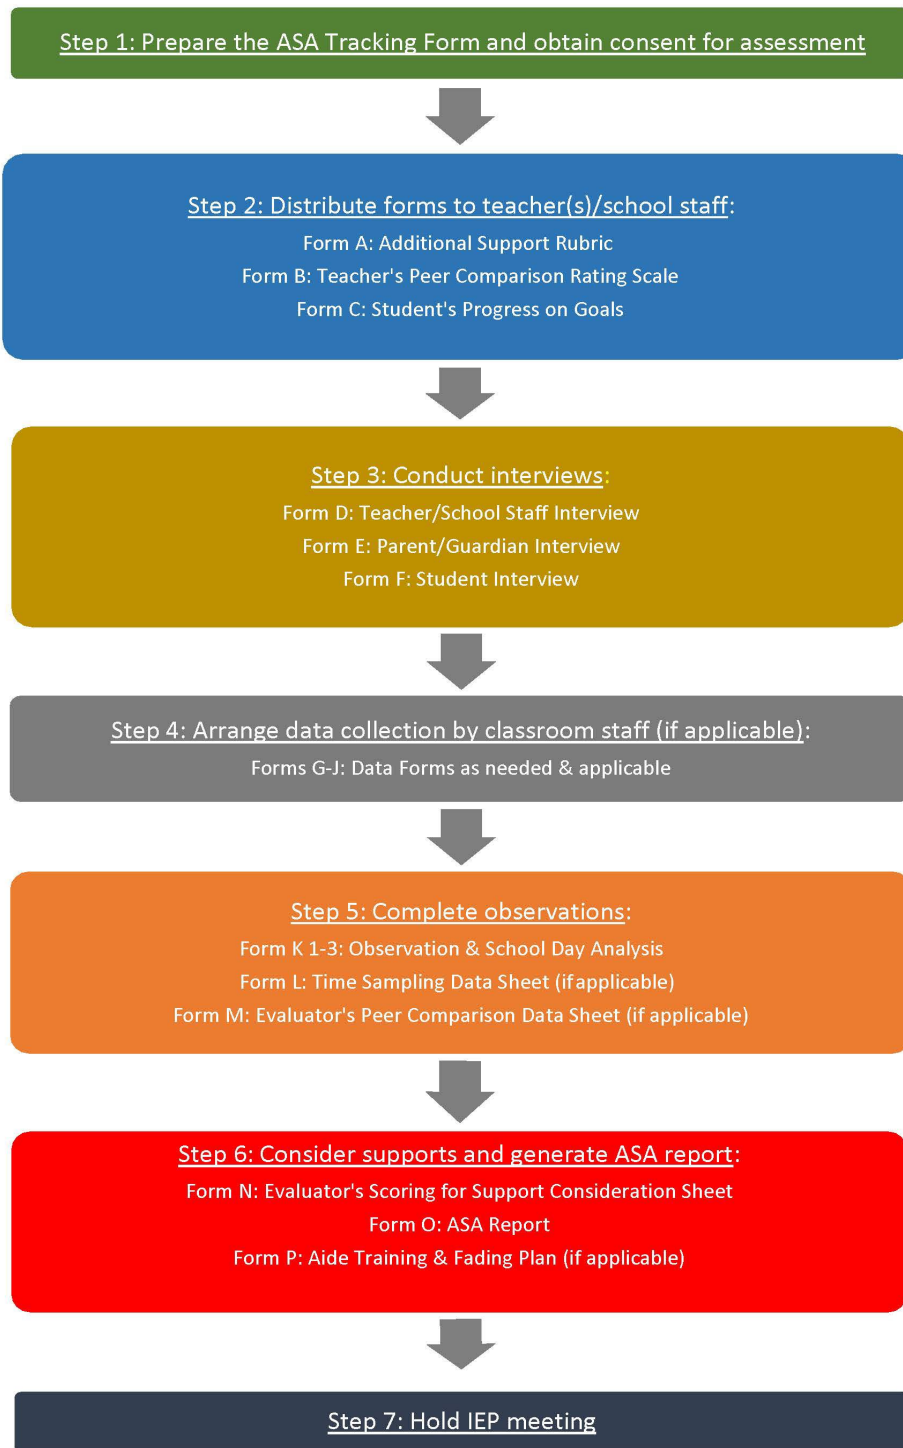 Step 1: Prepare the ASA Tracking Form and obtain consent for assessment
Step 2: Distribute forms to teacher(s)/school staff:
Form A: Additional Support Rubric
Form B: Teacher's Peer Comparison Rating Scale
Form C: Student's Progress on Goals
Step 3: Conduct interviews:
Form D: Teacher/School Staff Interview
Form E: Parent/Guardian Interview
Form F: Student Interview
Step 4: Arrange data collection by classroom staff (if applicable):
Forms G-J: Data Forms as needed & applicable
Step 5: Complete observations:
Form K 1-3: Observation & School Day Analysis
Form L: Time Sampling Data Sheet (if applicable)
Form M: Evaluator's Peer Comparison Data Sheet (if applicable)
Step 6: Consider supports and generate ASA report:
Form N: Evaluator's Scoring for Support Consideration Sheet
Form O: ASA Report
Form P: Aide Training & Fading Plan (if applicable)
Step 7: Hold IEP meeting